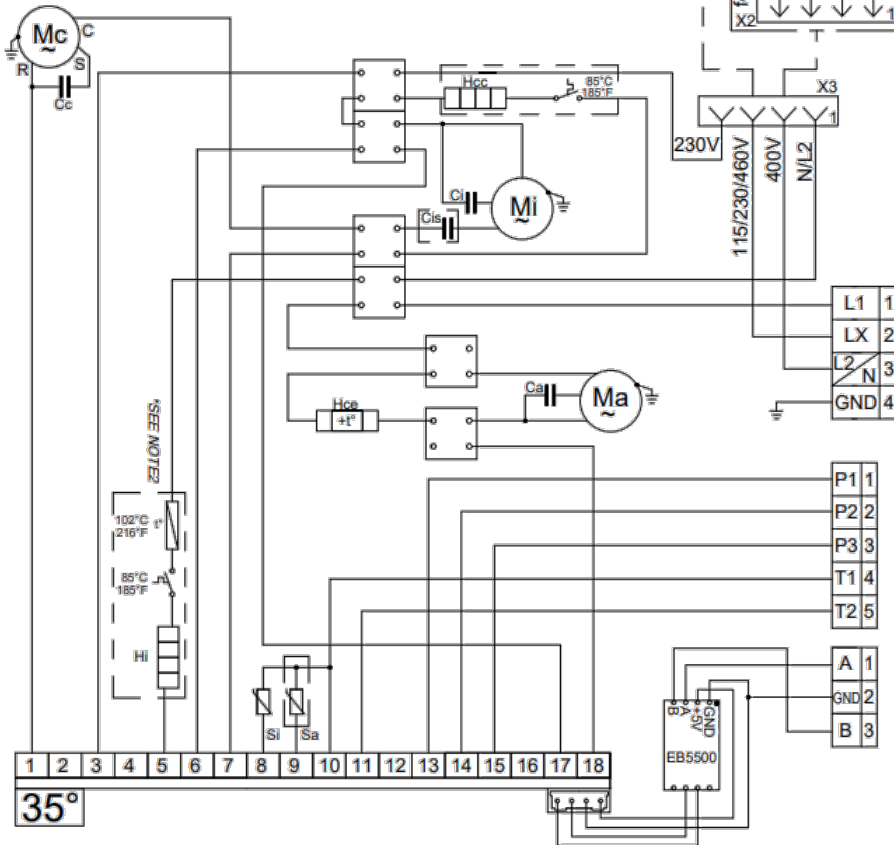 X2
1
Mc
~
C
R
S
Cc
Hcc
85°C
185°F
X3
1
230V
115/230/460V
400V
N/L2
Ci
Cis
Mi
~
L1 1
LX 2
L2/N 3
GND 4
Hce
+t°
Ca
Ma
~
*SEE NOTE2
102°C
216°F
t°
85°C
185°F
Hi
P1 1
P2 2
P3 3
T1 4
T2 5
Si
Sa
A 1
GND 2
B 3
B A +5V GND
EB5500
1 2 3 4 5 6 7 8 9 10 11 12 13 14 15 16 17 18
35°